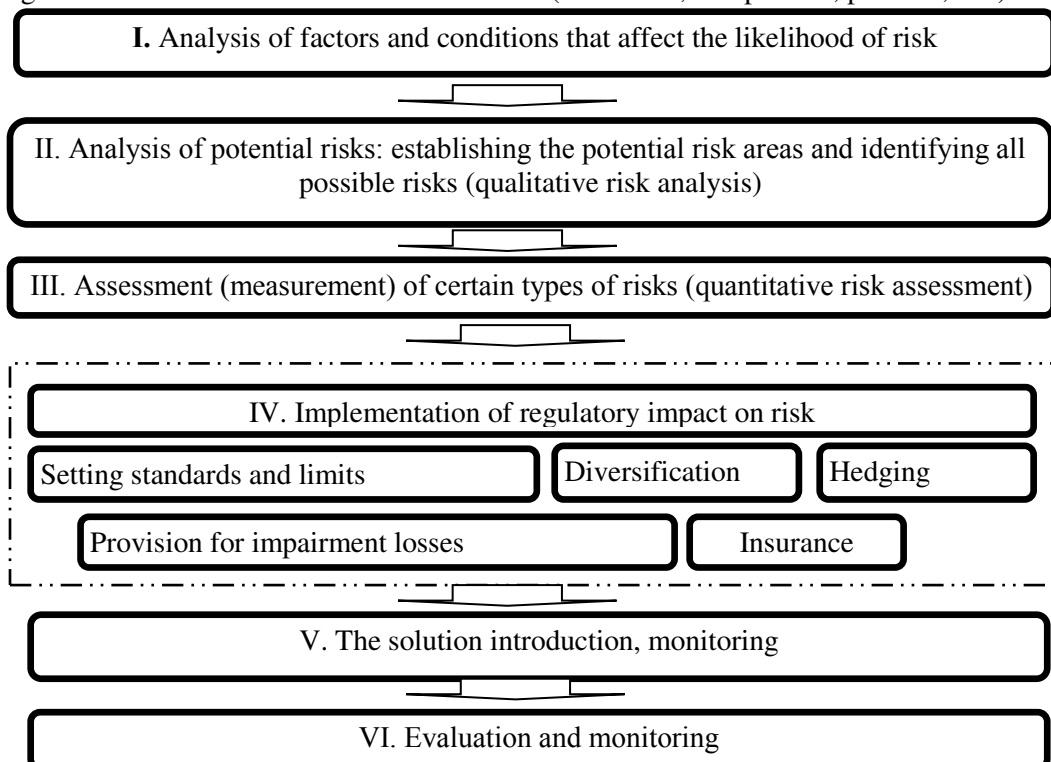 I. Analysis of factors and conditions that affect the likelihood of risk
II. Analysis of potential risks: establishing the potential risk areas and identifying all
possible risks (qualitative risk analysis)
III. Assessment (measurement) of certain types of risks (quantitative risk assessment)
IV. Implementation of regulatory impact on risk
Setting standards and limits
Diversification
Hedging
Provision for impairment losses
Insurance
V. The solution introduction, monitoring
VI. Evaluation and monitoring